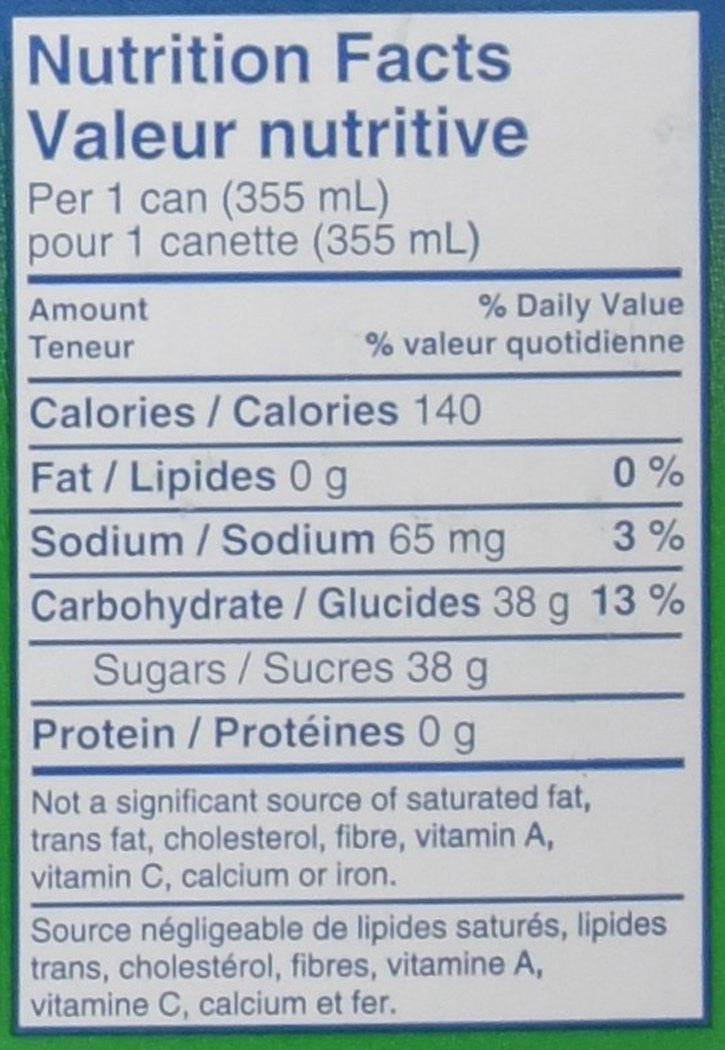 Nutrition Facts
Valeur nutritive
Per 1 can (355 mL)
pour 1 canette (355 mL)
Amount % Daily Value
Teneur % valeur quotidienne
Calories / Calories 140
Fat / Lipides 0 g 0 %
Sodium / Sodium 65 mg 3 %
Carbohydrate / Glucides 38 g 13 %
Sugars / Sucres 38 g
Protein / Protéines 0 g
Not a significant source of saturated fat,
trans fat, cholesterol, fibre, vitamin A,
vitamin C, calcium or iron.
Source négligeable de lipides saturés, lipides
trans, cholestérol, fibres, vitamine A,
vitamine C, calcium et fer.